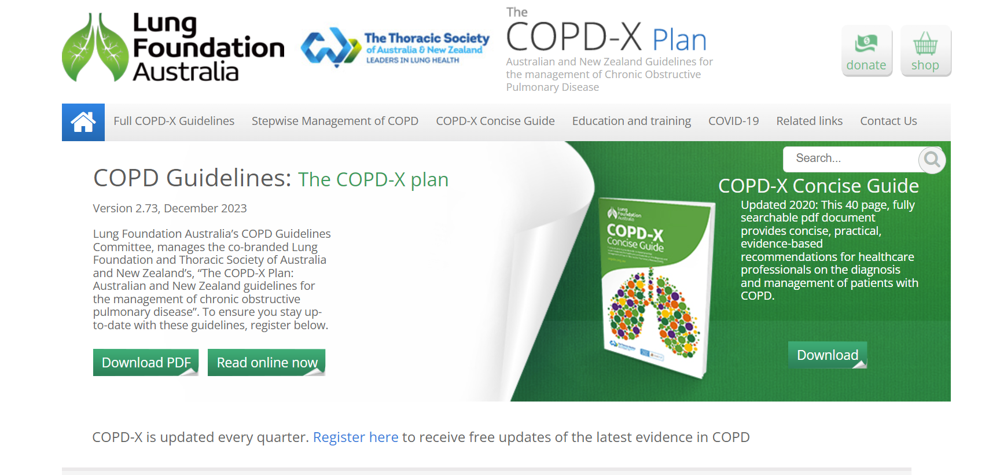 Lung
Foundation
Australia
The Thoracic Society
of Australia & New Zealand
LEADERS IN LUNG HEALTH
The
COPD-X Plan
Australian and New Zealand Guidelines for
the management of Chronic Obstructive
Pulmonary Disease
donate
shop
Full COPD-X Guidelines
Stepwise Management of COPD
COPD-X Concise Guide
Education and training
COVID-19
Related links
Contact Us
Search...
COPD Guidelines: The COPD-X plan
Version 2.73, December 2023
Lung Foundation Australia’s COPD Guidelines
Committee, manages the co-branded Lung
Foundation and Thoracic Society of Australia
and New Zealand’s, “The COPD-X Plan:
Australian and New Zealand guidelines for
the management of chronic obstructive
pulmonary disease”. To ensure you stay up-
to-date with these guidelines, register below.
Download PDF
Read online now
Lung
Foundation
Australia
COPD-X
Concise Guide
COPD-X Concise Guide
Updated 2020: This 40 page, fully
searchable pdf document
provides concise, practical,
evidence-based
recommendations for healthcare
professionals on the diagnosis
and management of patients with
COPD.
Download
COPD-X is updated every quarter. Register here to receive free updates of the latest evidence in COPD